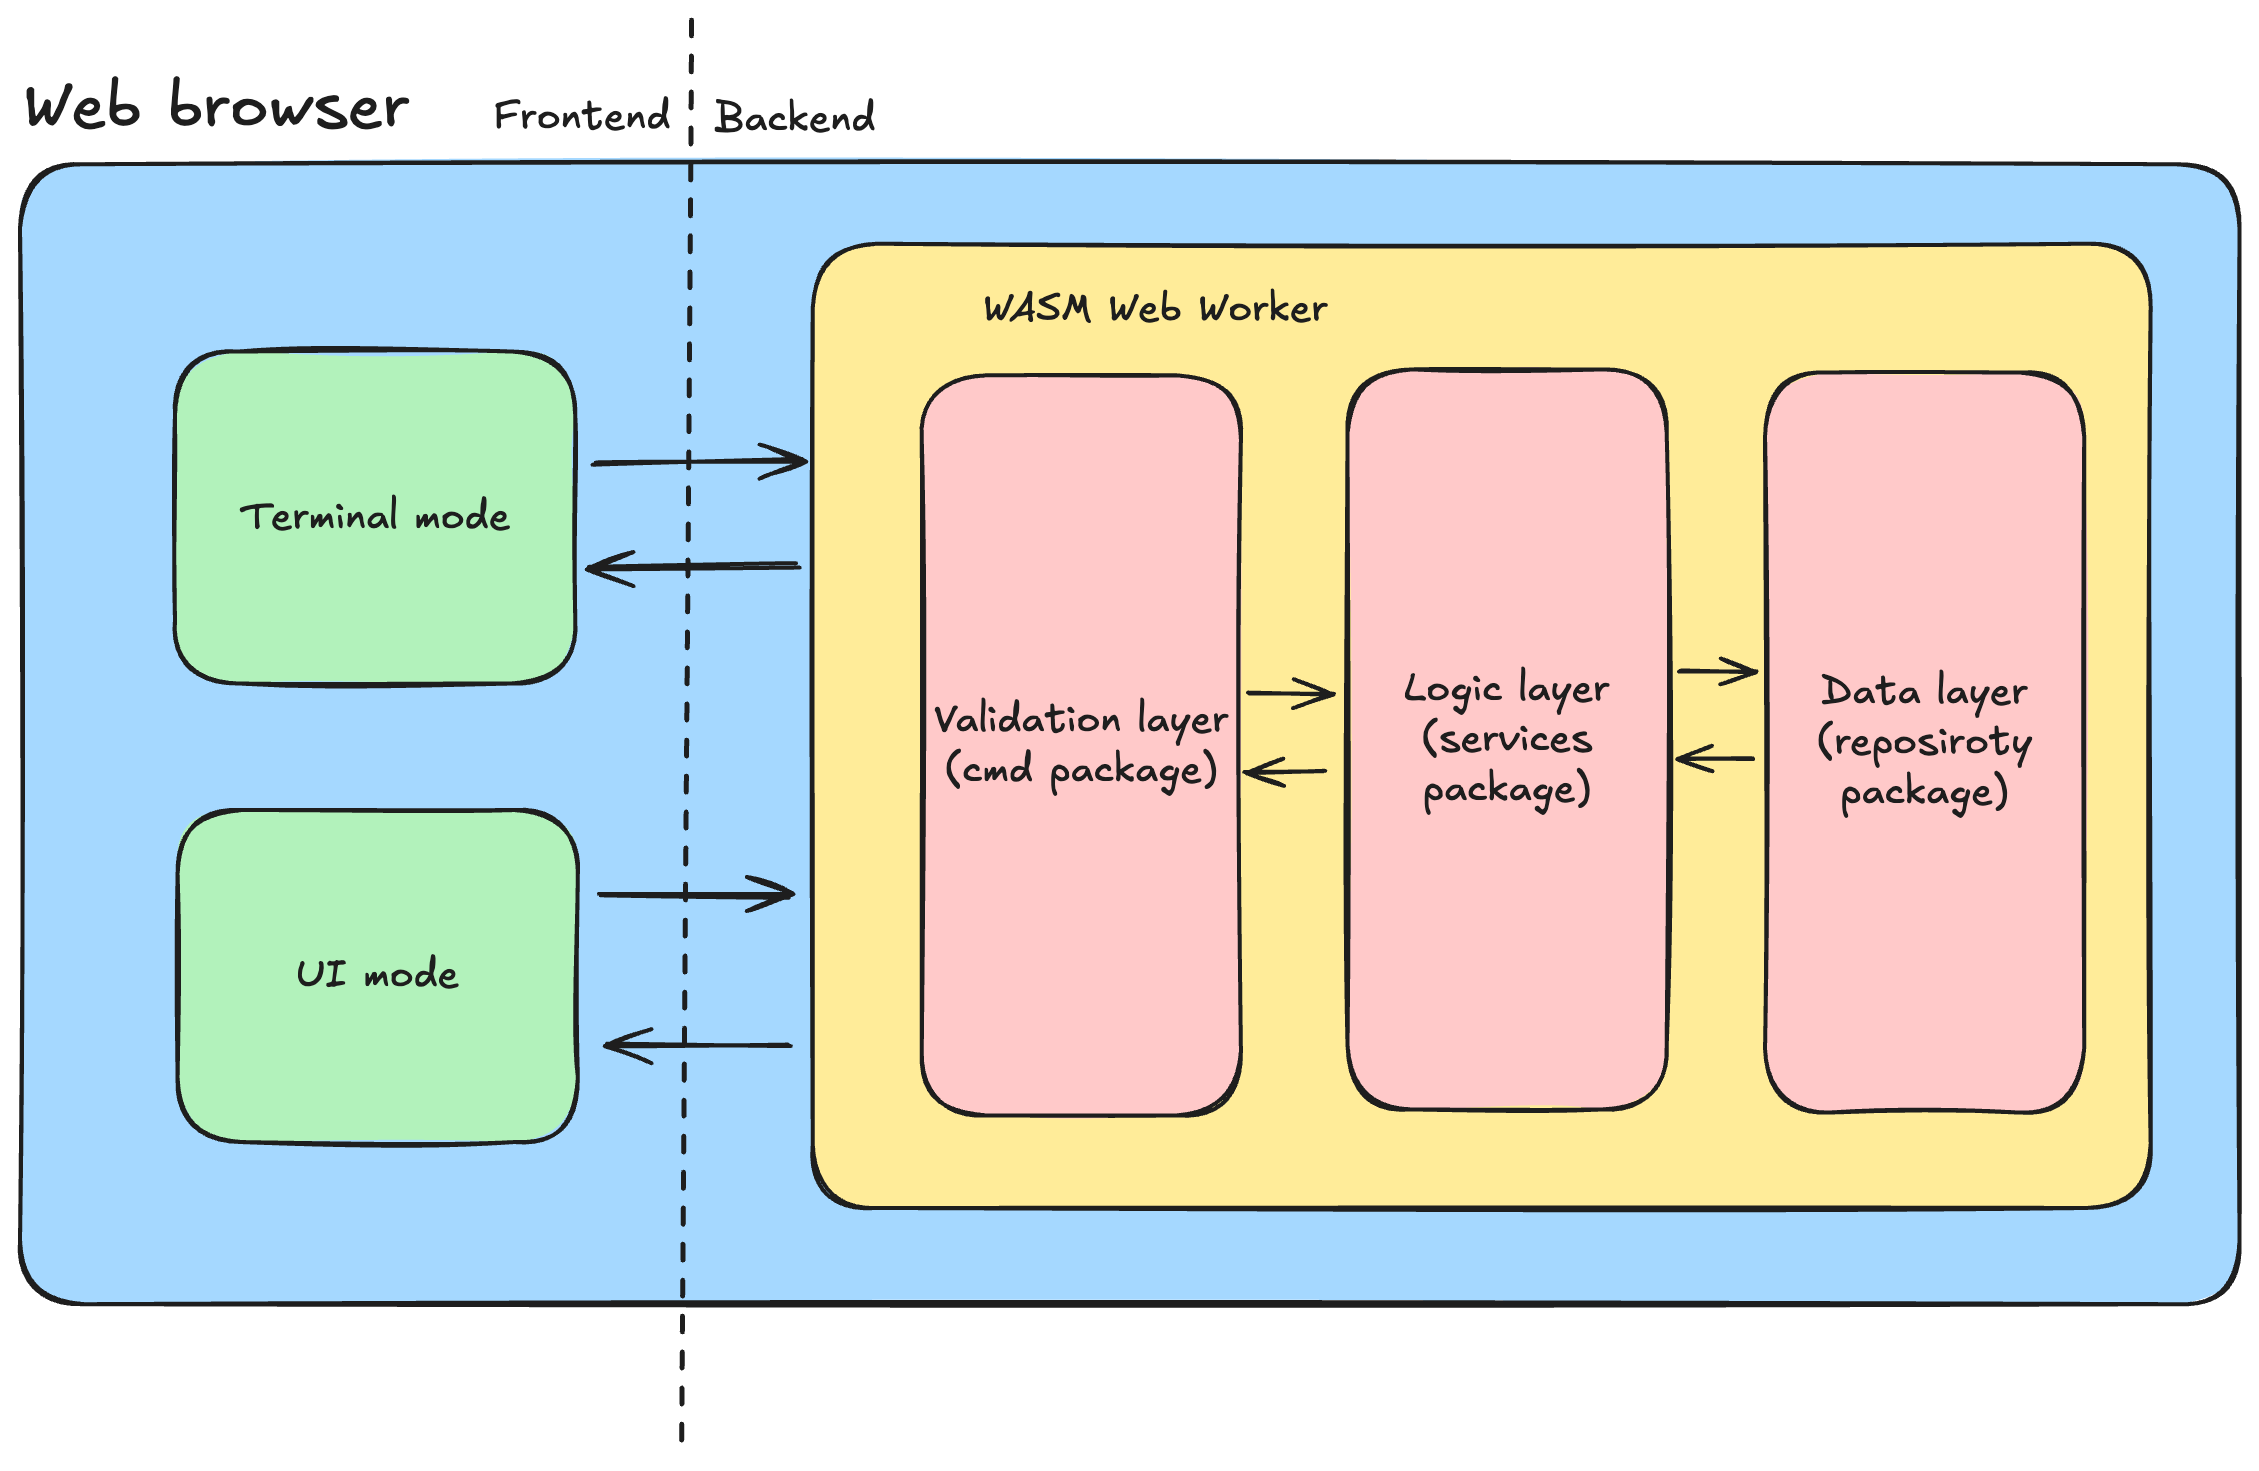 Web browser
Frontend
Backend
WASM Web Worker
Terminal mode
UI mode
Validation layer
(cmd package)
Logic layer
(services
package)
Data layer
(reposiroty
package)